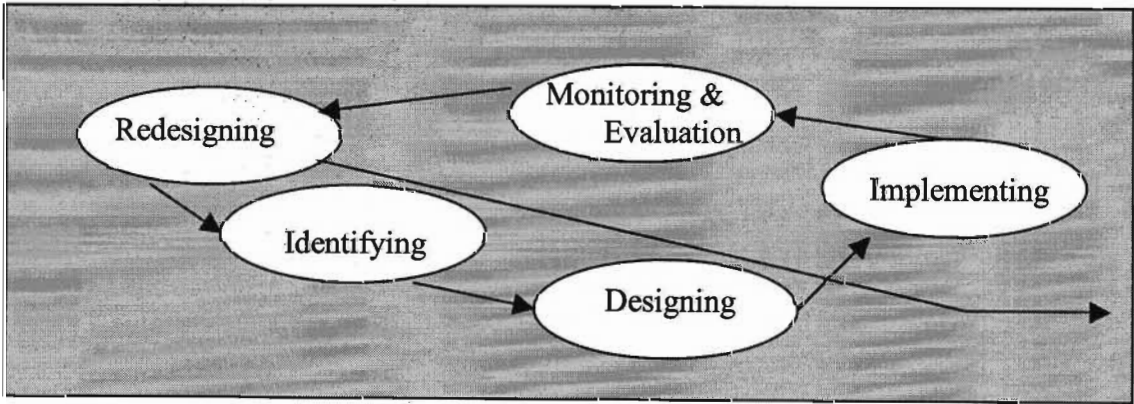 Monitoring &
Evaluation
Redesigning
Implementing
Identifying
Designing